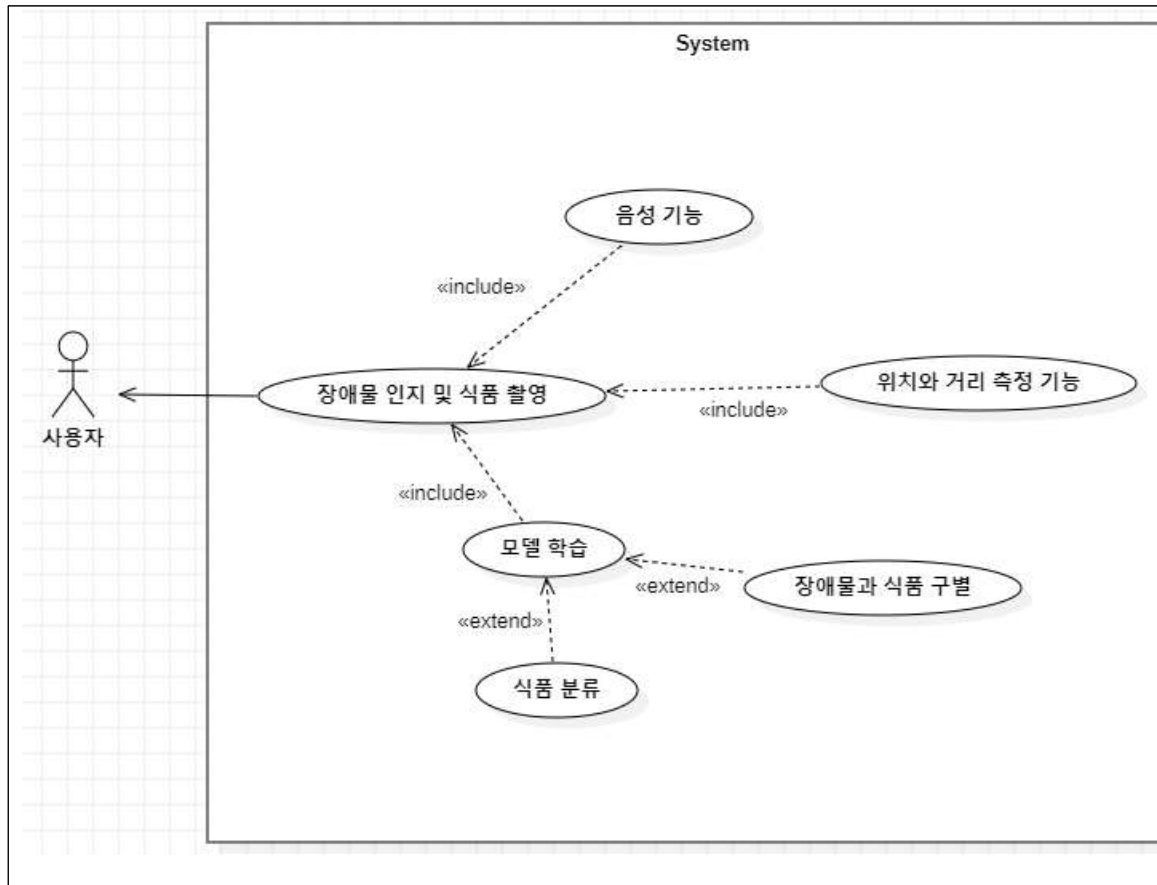 System
음성 기능
«include»
장애물 인지 및 식품 촬영
위치와 거리 측정 기능
«include»
사용자
«include»
모델 학습
«extend»
장애물과 식품 구별
«extend»
식품 분류